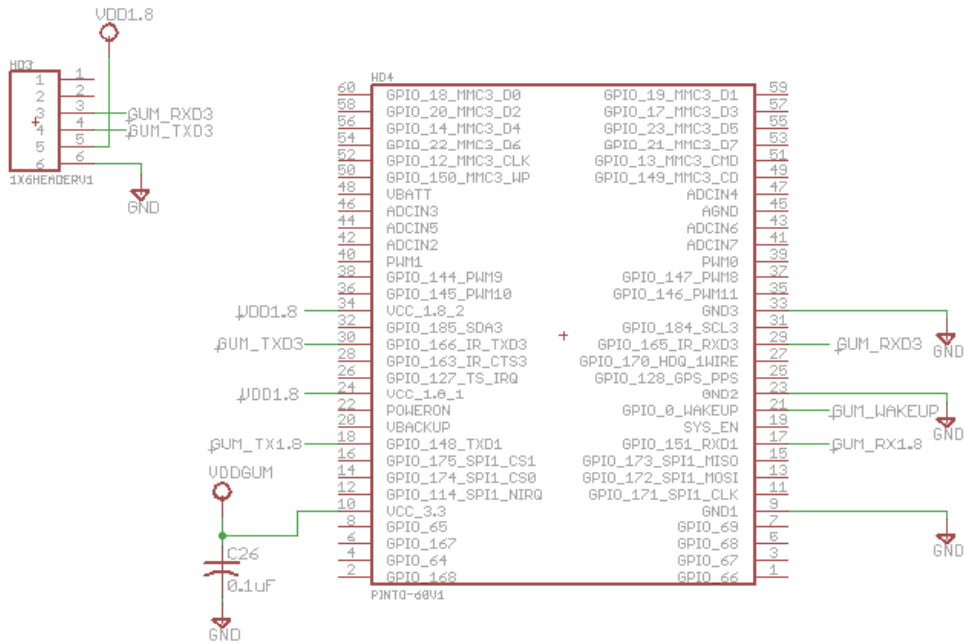 VDD1.8
HD3
1 1
2 2
3 3 GUM_RXD3
4 4 GUM_TXD3
5 5
6 6
1X6HEADERV1
GND
HD4
60 GPIO_18_MMC3_D0 GPIO_19_MMC3_D1 59
58 GPIO_20_MMC3_D2 GPIO_17_MMC3_D3 57
56 GPIO_14_MMC3_D4 GPIO_23_MMC3_D5 55
54 GPIO_22_MMC3_D6 GPIO_21_MMC3_D7 53
52 GPIO_12_MMC3_CLK GPIO_13_MMC3_CMD 51
50 GPIO_150_MMC3_WP GPIO_149_MMC3_CD 49
48 VBATT ADCIN4 47
46 ADCIN3 AGND 45
44 ADCIN5 ADCIN6 43
42 ADCIN2 ADCIN7 41
40 PWM1 PWM0 39
38 GPIO_144_PWM9 GPIO_147_PWM8 37
36 GPIO_145_PWM10 GPIO_146_PWM11 35
VDD1.8 34 VCC_1.8_2 GND3 33
32 GPIO_185_SDA3 GPIO_184_SCL3 31
GUM_TXD3 30 GPIO_166_IR_TXD3 GPIO_165_IR_RXD3 29 GUM_RXD3 GND
28 GPIO_163_IR_CTS3 GPIO_170_HDQ_1WIRE 27
26 GPIO_127_TS_IRQ GPIO_128_GPS_PPS 25
VDD1.8 24 VCC_1.8_1 GND2 23
22 POWERON GPIO_0_WAKEUP 21 GUM_WAKEUP
20 VBACKUP SYS_EN 19 GND
GUM_TX1.8 18 GPIO_148_TXD1 GPIO_151_RXD1 17 GUM_RX1.8
16 GPIO_175_SPI1_CS1 GPIO_173_SPI1_MISO 15
VDDGUM 14 GPIO_174_SPI1_CS0 GPIO_172_SPI1_MOSI 13
12 GPIO_114_SPI1_NIRQ GPIO_171_SPI1_CLK 11
10 VCC_3.3 GND1 9
8 GPIO_65 GPIO_69 7
6 GPIO_167 GPIO_68 5 GND
C26 4 GPIO_64 GPIO_67 3
0.1uF 2 GPIO_168 GPIO_66 1
PINTO-60V1
GND